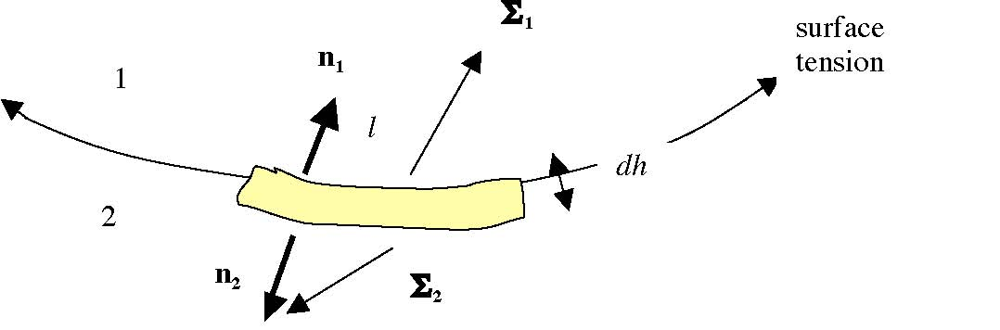 Σ₁
surface
tension
n₁
1
l
dh
2
n₂
Σ₂